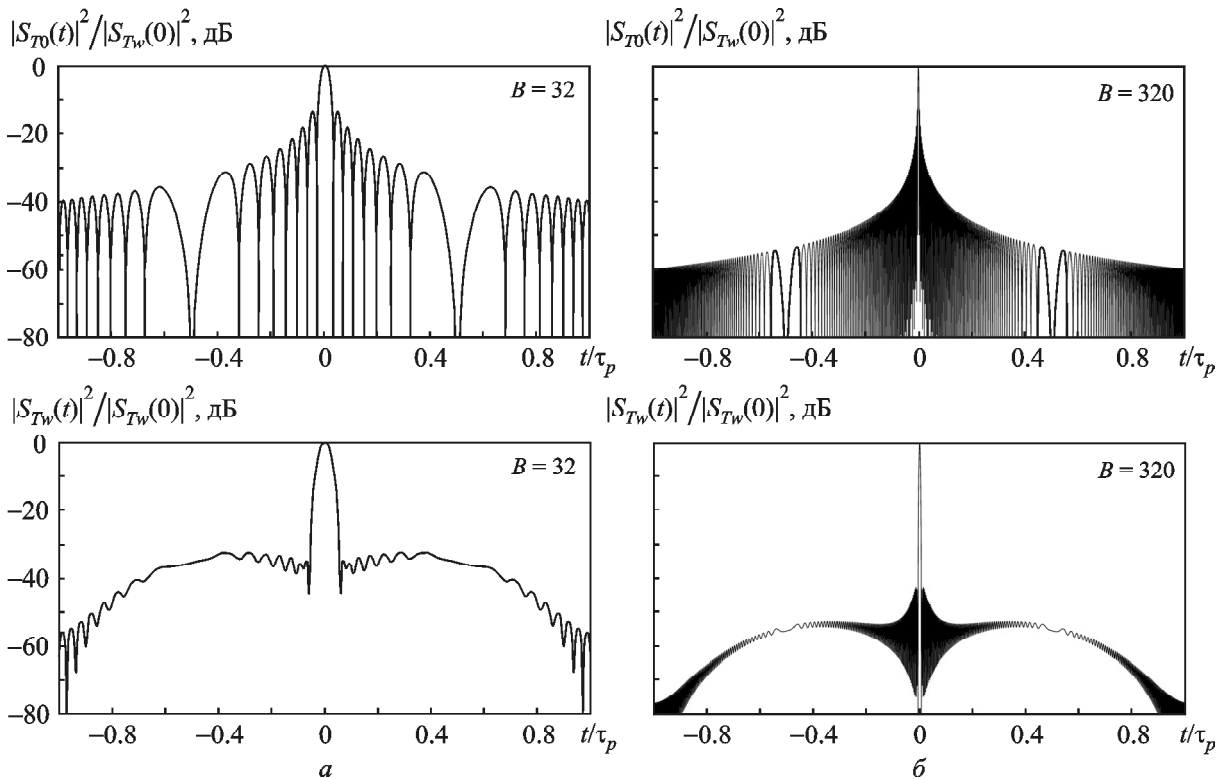 |S_{T0}(t)|²/|S_{Tw}(0)|², дБ
|S_{T0}(t)|²/|S_{Tw}(0)|², дБ
0
−20
−40
−60
−80
B = 32
−0.8 −0.4 0 0.4 0.8 t/τ_p
B = 320
−0.8 −0.4 0 0.4 0.8 t/τ_p
|S_{Tw}(t)|²/|S_{Tw}(0)|², дБ
|S_{Tw}(t)|²/|S_{Tw}(0)|², дБ
0
−20
−40
−60
−80
B = 32
−0.8 −0.4 0 0.4 0.8 t/τ_p
а
B = 320
−0.8 −0.4 0 0.4 0.8 t/τ_p
б